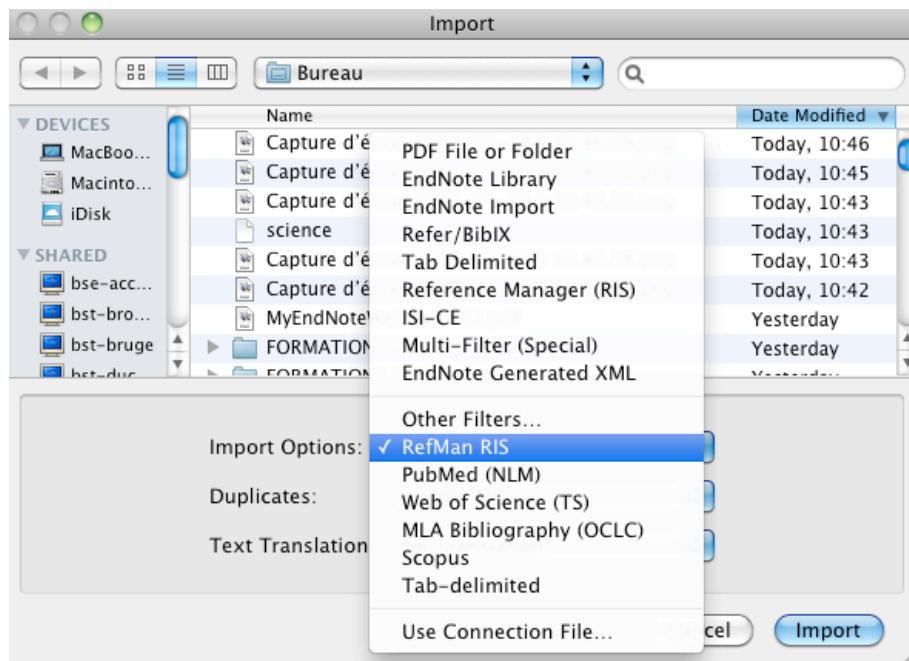 Import
Bureau
Name
Date Modified
DEVICES
MacBoo...
Macinto...
iDisk
SHARED
bse-acc...
bst-bro...
bst-bruge
Capture d'é
Today, 10:46
Capture d'é
Today, 10:45
Capture d'é
Today, 10:43
science
Today, 10:43
Capture d'é
Today, 10:43
Capture d'é
Today, 10:42
MyEndNote
Yesterday
FORMATION
Yesterday
FORMATION
Yesterday
PDF File or Folder
EndNote Library
EndNote Import
Refer/BibIX
Tab Delimited
Reference Manager (RIS)
ISI-CE
Multi-Filter (Special)
EndNote Generated XML
Other Filters...
Import Options:
✓ RefMan RIS
PubMed (NLM)
Duplicates:
Web of Science (TS)
MLA Bibliography (OCLC)
Text Translation
Scopus
Tab-delimited
Use Connection File...
cel
Import